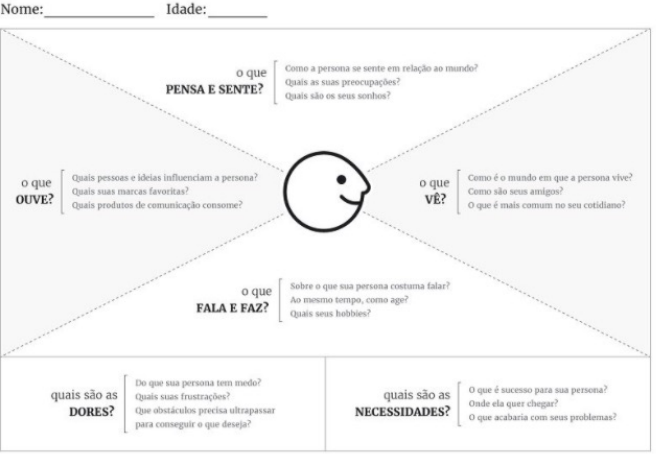 Nome:________________ Idade:_________
o que
PENSA E SENTE?
Como a persona se sente em relação ao mundo?
Quais as suas preocupações?
Quais são os seus sonhos?
o que
OUVE?
Quais pessoas e ideias influenciam a persona?
Quais suas marcas favoritas?
Quais produtos de comunicação consome?
o que
VÊ?
Como é o mundo em que a persona vive?
Como são seus amigos?
O que é mais comum no seu cotidiano?
o que
FALA E FAZ?
Sobre o que sua persona costuma falar?
Ao mesmo tempo, como age?
Quais seus hobbies?
quais são as
DORES?
Do que sua persona tem medo?
Quais suas frustrações?
Que obstáculos precisa ultrapassar
para conseguir o que deseja?
quais são as
NECESSIDADES?
O que é sucesso para sua persona?
Onde ela quer chegar?
O que acabaria com seus problemas?